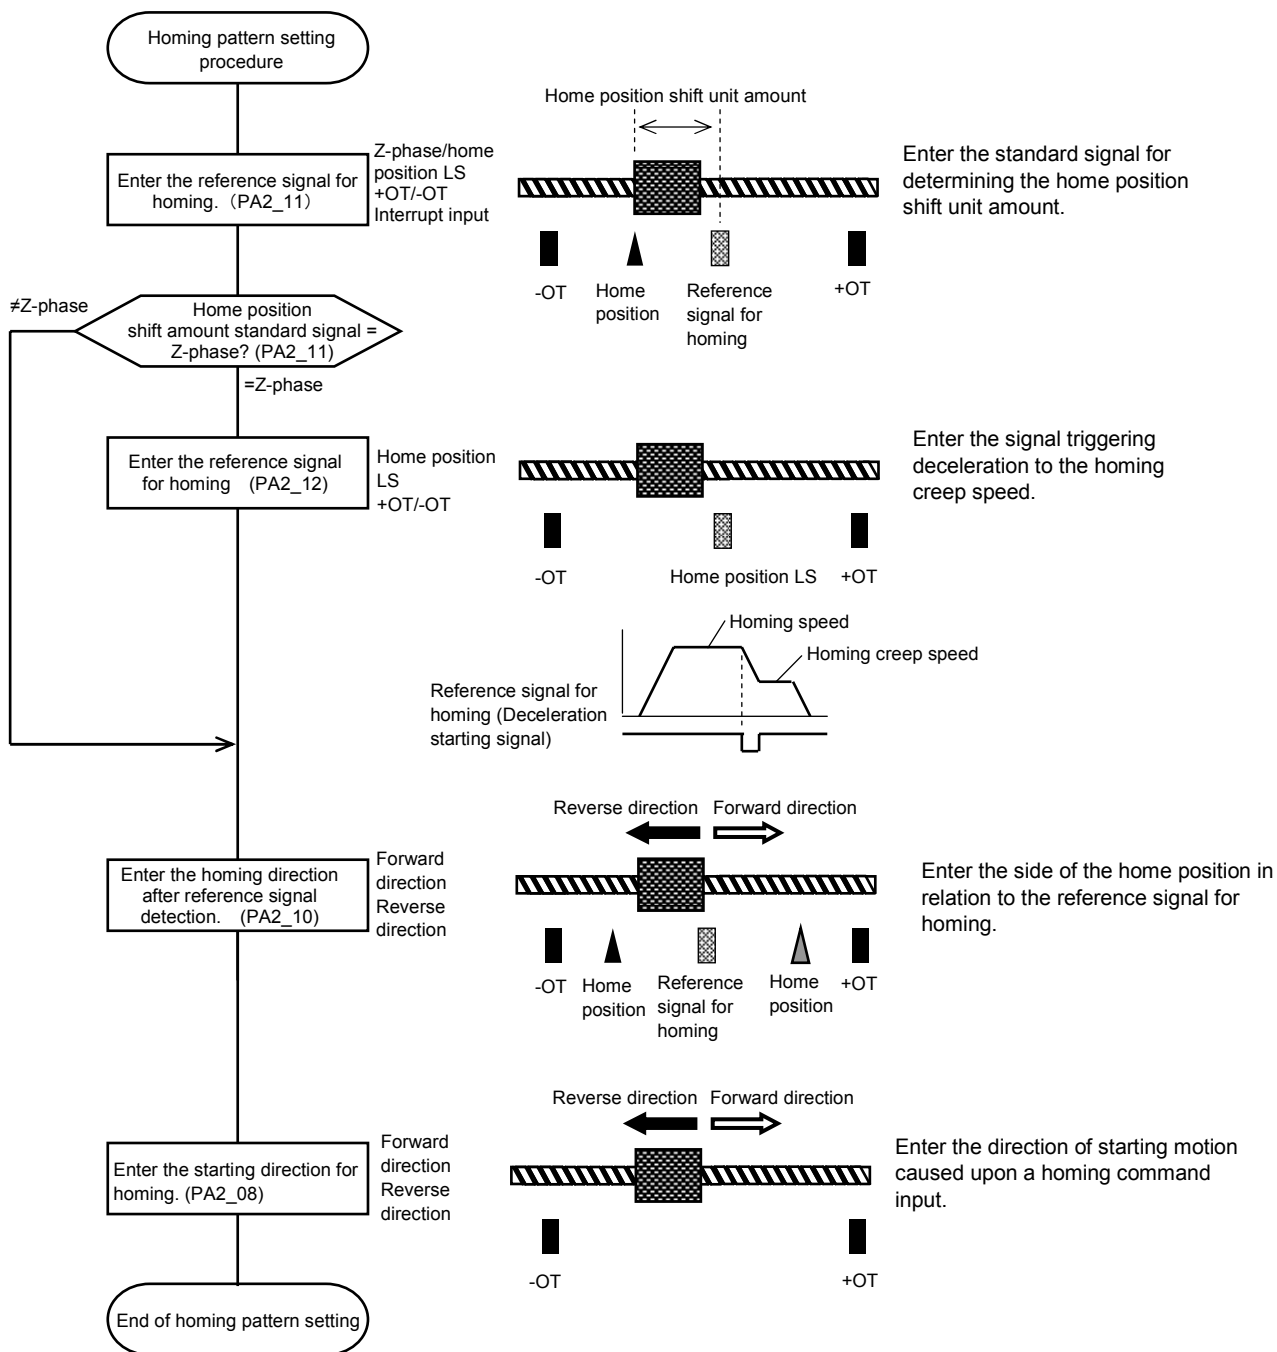 Homing pattern setting
procedure
Home position shift unit amount
Enter the reference signal for
homing.（PA2_11）
Z-phase/home
position LS
+OT/-OT
Interrupt input
Enter the standard signal for
determining the home position
shift unit amount.
-OT
Home
position
Reference
signal for
homing
+OT
≠Z-phase
Home position
shift amount standard signal =
Z-phase? (PA2_11)
=Z-phase
Enter the reference signal
for homing (PA2_12)
Home position
LS
+OT/-OT
Enter the signal triggering
deceleration to the homing
creep speed.
-OT
Home position LS
+OT
Homing speed
Homing creep speed
Reference signal for
homing (Deceleration
starting signal)
Reverse direction
Forward direction
Enter the homing direction
after reference signal
detection. (PA2_10)
Forward
direction
Reverse
direction
Enter the side of the home position in
relation to the reference signal for
homing.
-OT
Home
position
Reference
signal for
homing
Home
position
+OT
Reverse direction
Forward direction
Enter the starting direction for
homing. (PA2_08)
Forward
direction
Reverse
direction
Enter the direction of starting motion
caused upon a homing command
input.
-OT
+OT
End of homing pattern setting